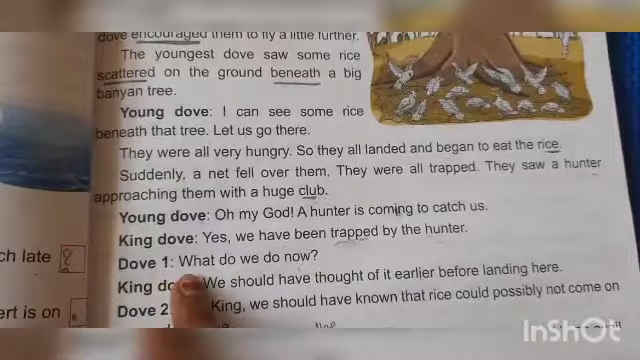 dove encouraged them to fly a little further.
The youngest dove saw some rice
scattered on the ground beneath a big
banyan tree.
Young dove: I can see some rice
beneath that tree. Let us go there.
They were all very hungry. So they all landed and began to eat the rice.
Suddenly, a net fell over them. They were all trapped. They saw a hunter
approaching them with a huge club.
Young dove: Oh my God! A hunter is coming to catch us.
King dove: Yes, we have been trapped by the hunter.
Dove 1: What do we do now?
King We should have thought of it earlier before landing here.
Dove 2 King, we should have known that rice could possibly not come on
ch late
ert is on
InShOt